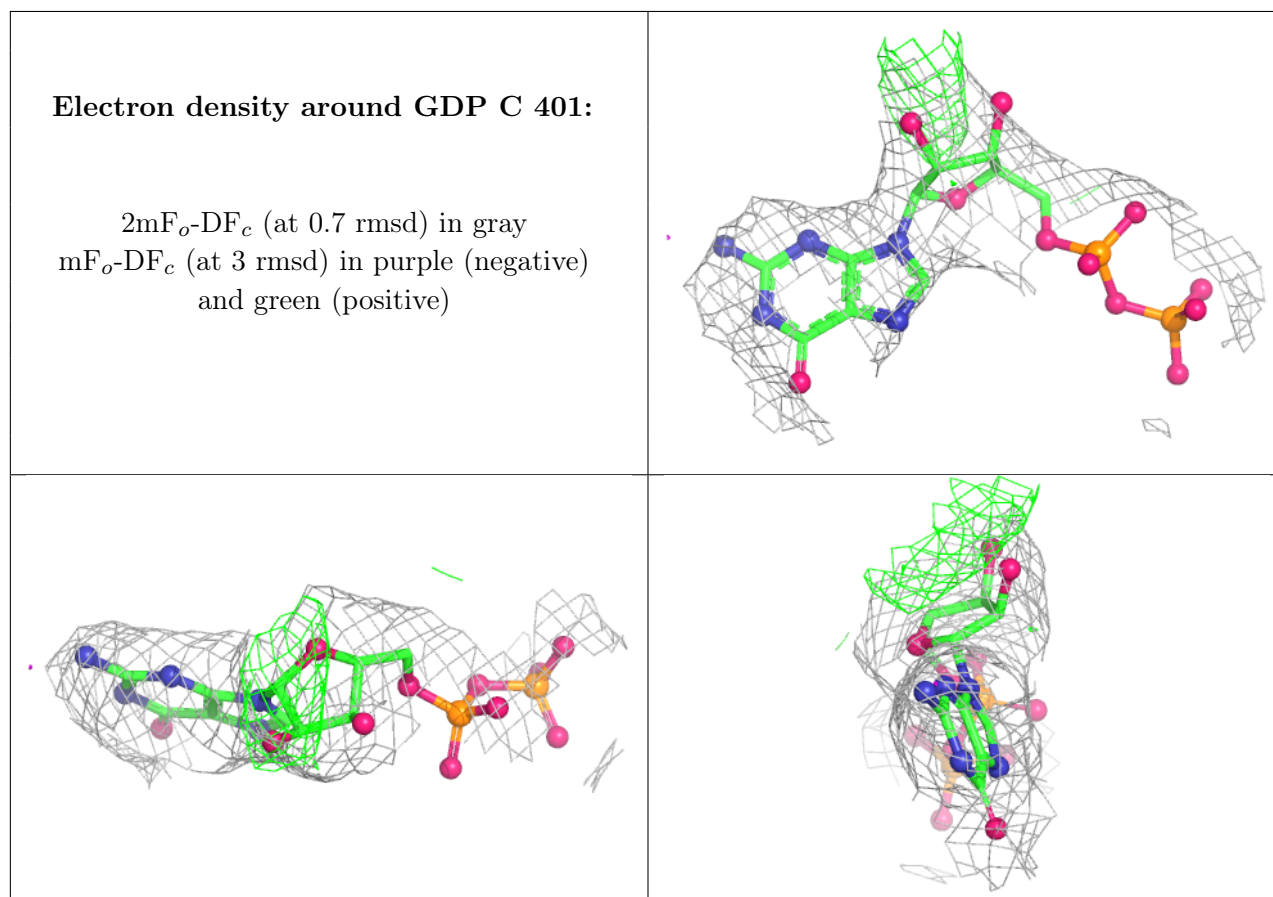 Electron density around GDP C 401:
2mFo-DFc (at 0.7 rmsd) in gray
mFo-DFc (at 3 rmsd) in purple (negative)
and green (positive)